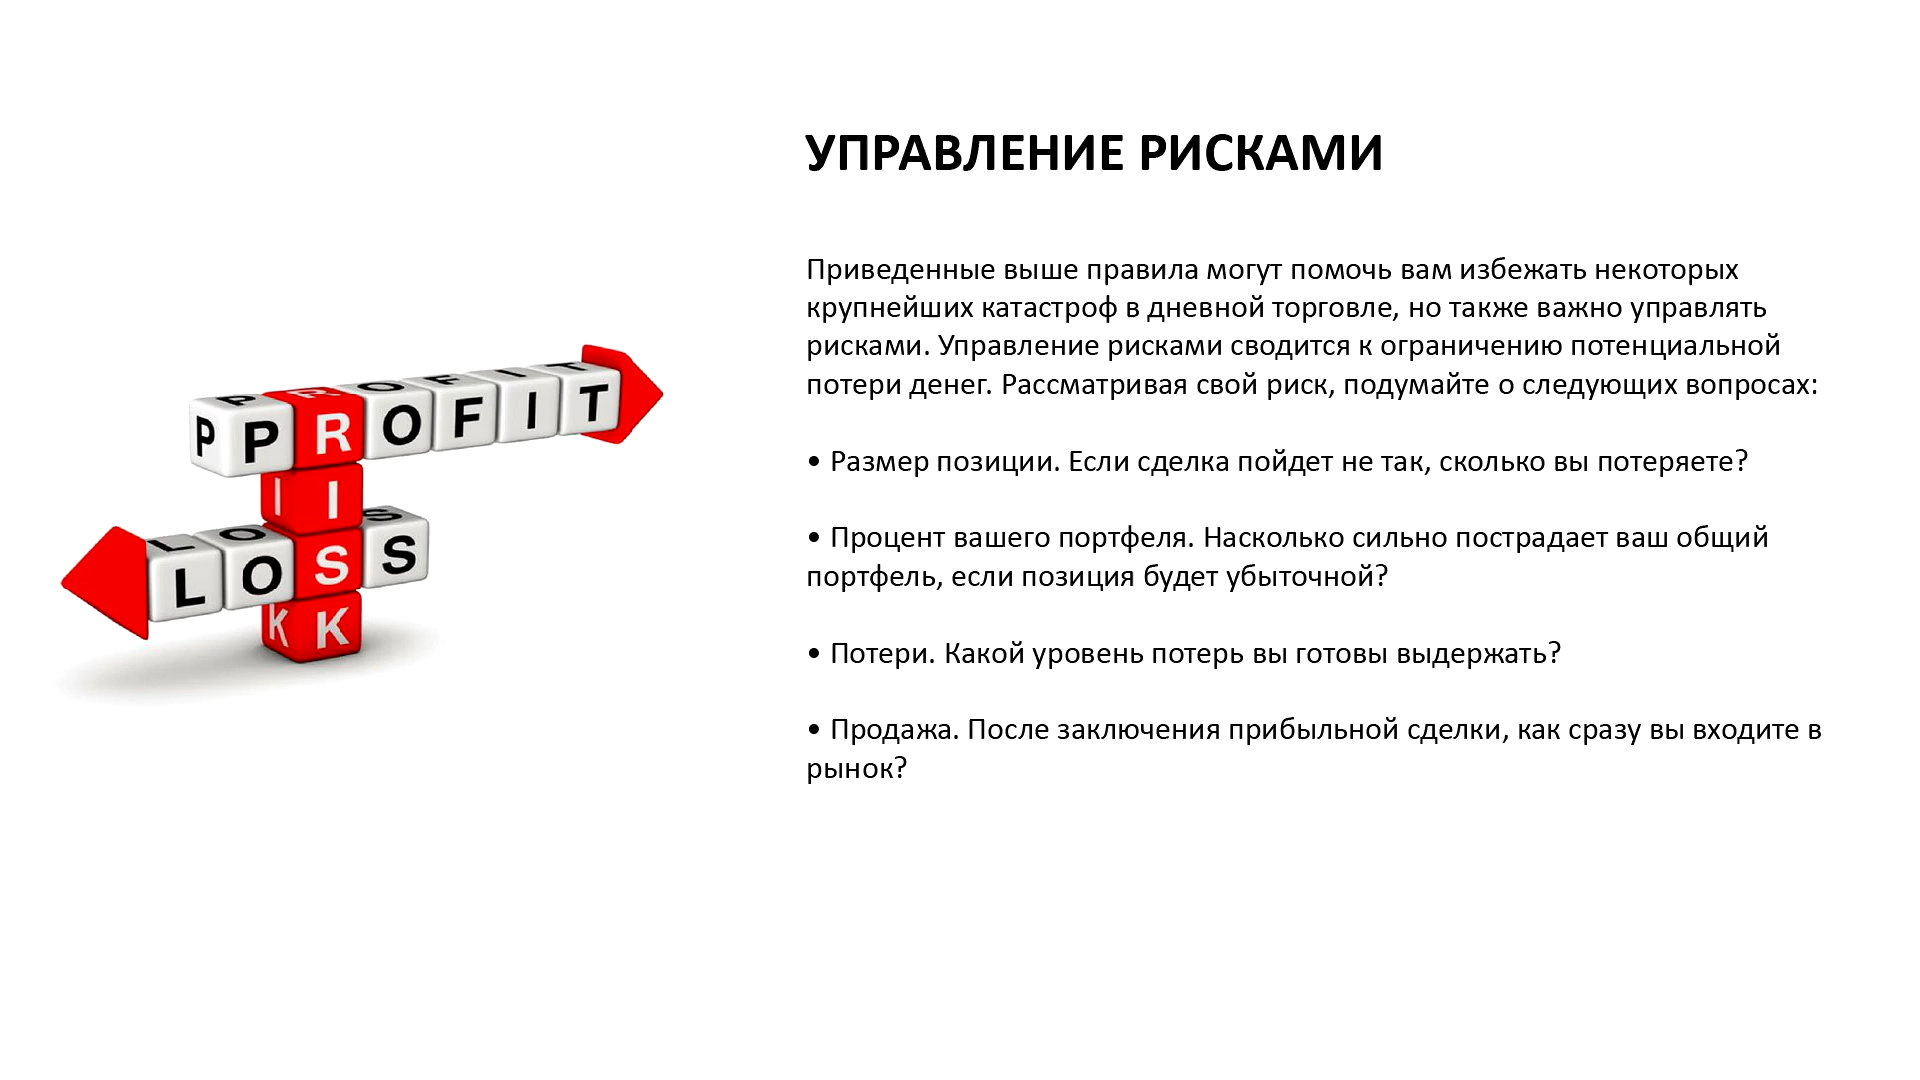 УПРАВЛЕНИЕ РИСКАМИ
Приведенные выше правила могут помочь вам избежать некоторых
крупнейших катастроф в дневной торговле, но также важно управлять
рисками. Управление рисками сводится к ограничению потенциальной
потери денег. Рассматривая свой риск, подумайте о следующих вопросах:
• Размер позиции. Если сделка пойдет не так, сколько вы потеряете?
• Процент вашего портфеля. Насколько сильно пострадает ваш общий
портфель, если позиция будет убыточной?
• Потери. Какой уровень потерь вы готовы выдержать?
• Продажа. После заключения прибыльной сделки, как сразу вы входите в
рынок?
PROFIT
RISK
LOSS